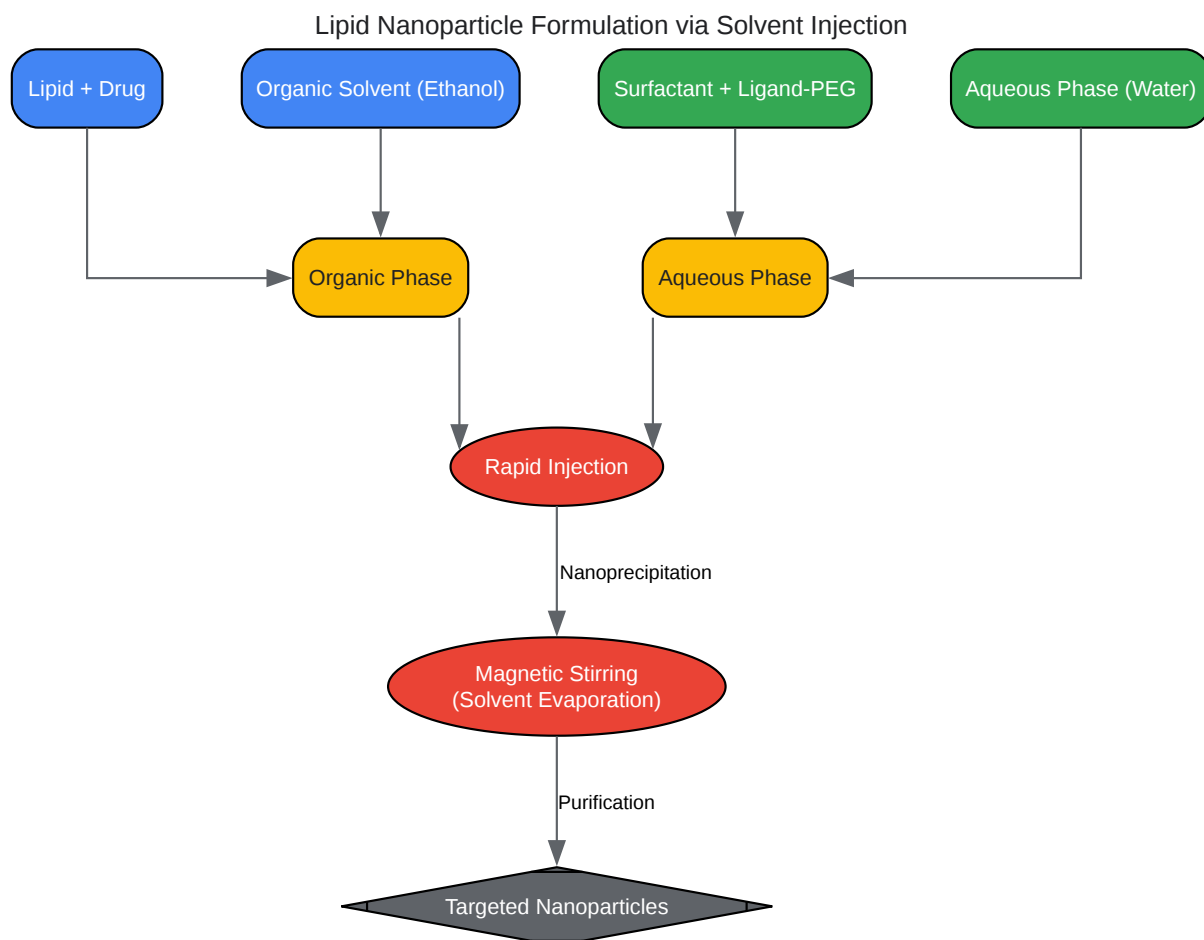 Lipid Nanoparticle Formulation via Solvent Injection
Lipid + Drug
Organic Solvent (Ethanol)
Surfactant + Ligand-PEG
Aqueous Phase (Water)
Organic Phase
Aqueous Phase
Rapid Injection
Nanoprecipitation
Magnetic Stirring
(Solvent Evaporation)
Purification
Targeted Nanoparticles